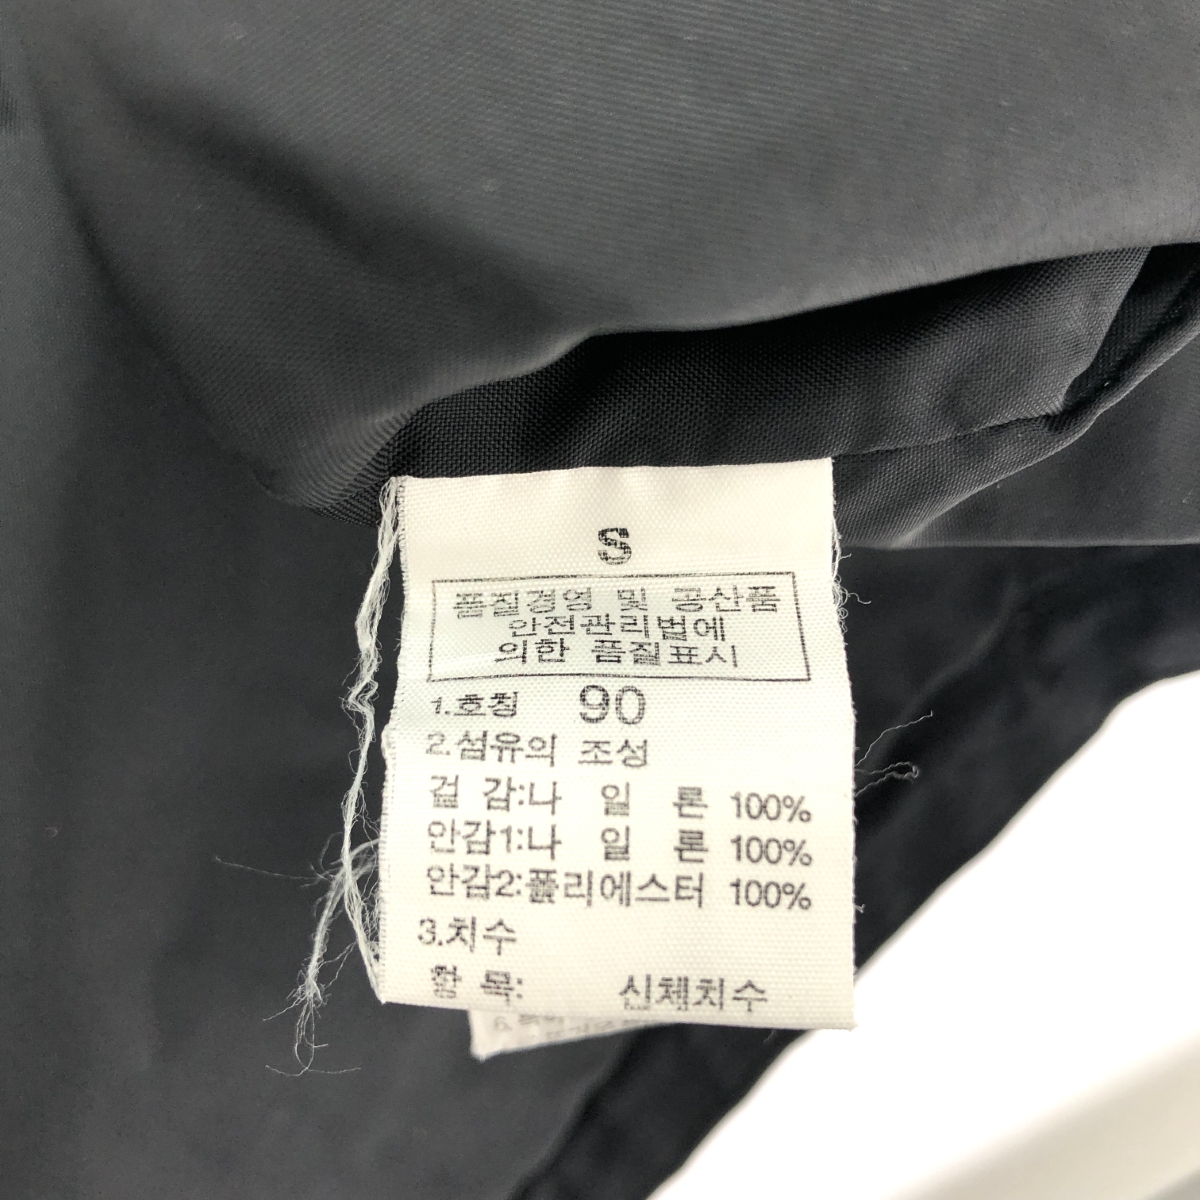 S
품질경영 및 공산품
안전관리법에
의한 품질표시
1.호칭 90
2.섬유의 조성
겉 감:나 일 론 100%
안감1:나 일 론 100%
안감2:폴리에스터 100%
3.치수
항 목: 신체치수